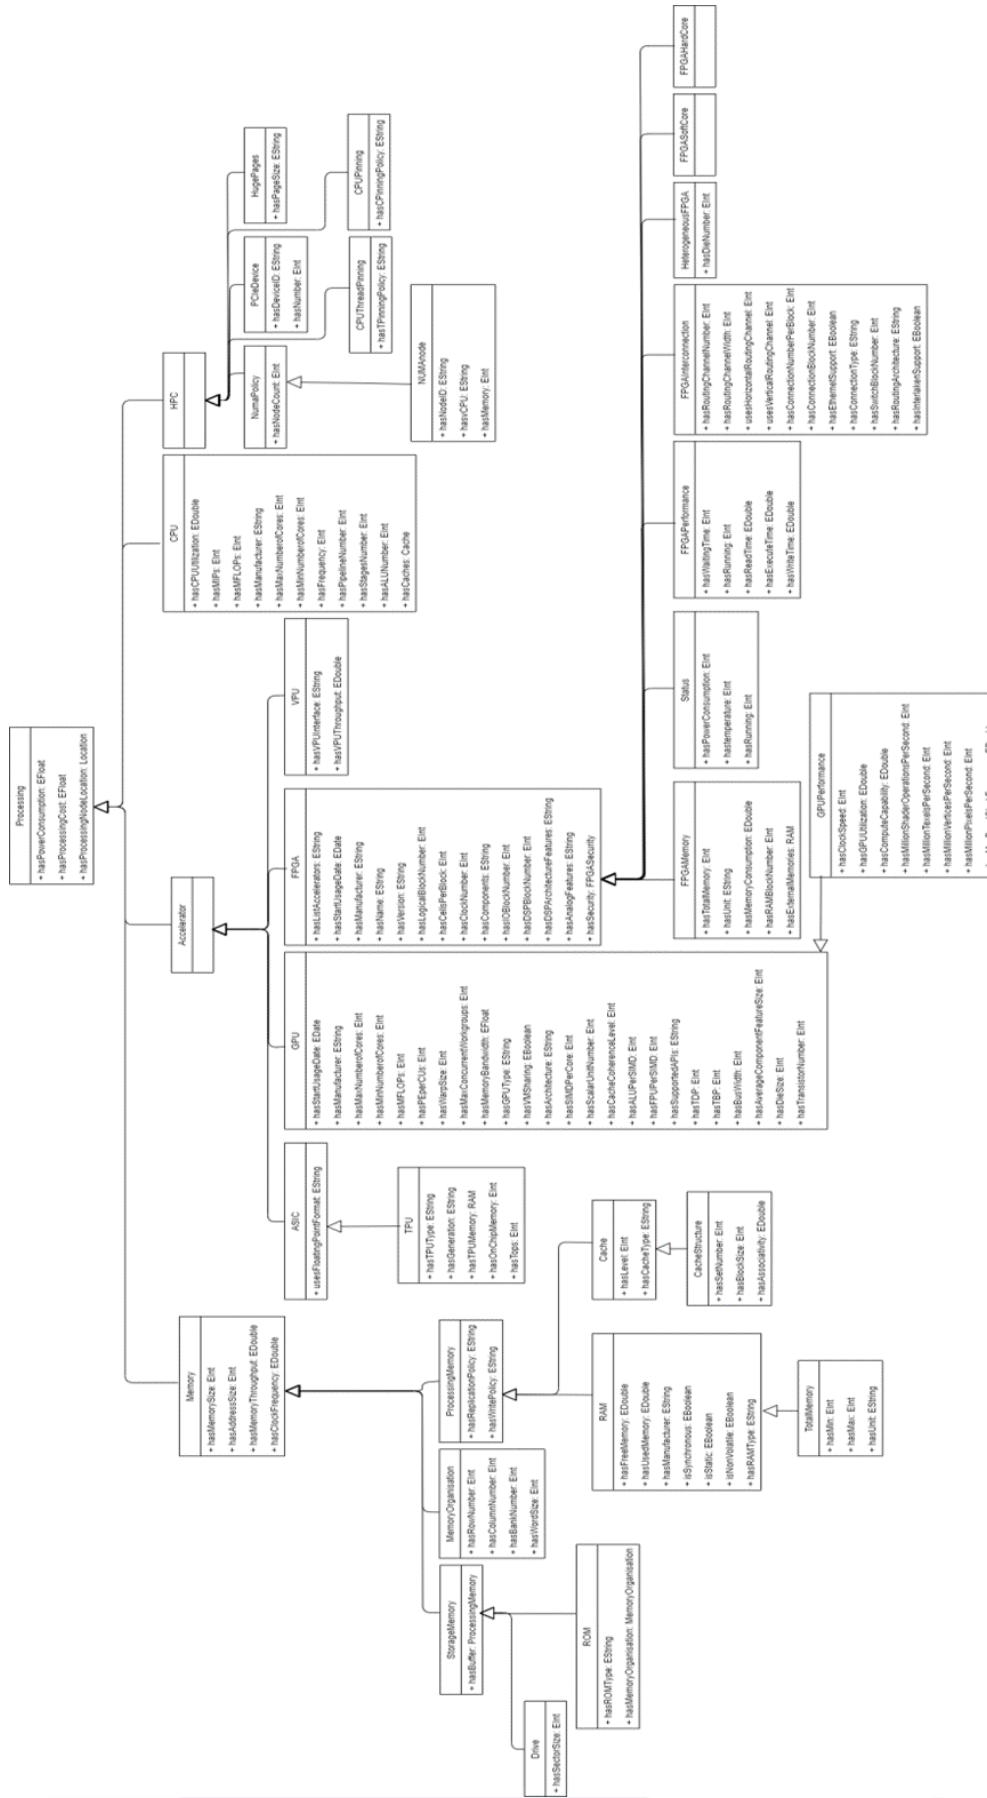 Processing
+ hasPowerConsumption: EFloat
+ hasProcessingCost: EFloat
+ hasProcessingNodeLocation: Location
Memory
+ hasMemorySize: EInt
+ hasAddressSize: EInt
+ hasMemoryThroughput: EDouble
+ hasClockFrequency: EDouble
Accelerator
CPU
+ hasCPUUtilization: EDouble
+ hasMIPs: EInt
+ hasMFLOPs: EInt
+ hasManufacturer: EString
+ hasMaxNumberofCores: EInt
+ hasMinNumberofCores: EInt
+ hasFrequency: EInt
+ hasPipelineNumber: EInt
+ hasStagesNumber: EInt
+ hasALUNumber: EInt
+ hasCaches: Cache
HPC
StorageMemory
+ hasBuffer: ProcessingMemory
MemoryOrganisation
+ hasRowNumber: EInt
+ hasColumnNumber: EInt
+ hasBankNumber: EInt
+ hasWordSize: EInt
ProcessingMemory
+ hasReplicationPolicy: EString
+ hasWritePolicy: EString
Drive
+ hasSectorSize: EInt
ROM
+ hasROMType: EString
+ hasMemoryOrganisation: MemoryOrganisation
RAM
+ hasFreeMemory: EDouble
+ hasUsedMemory: EDouble
+ hasManufacturer: EString
+ isSynchronous: EBoolean
+ isStatic: EBoolean
+ isNonVolatile: EBoolean
+ hasRAMType: EString
TotalMemory
+ hasMin: EInt
+ hasMax: EInt
+ hasUnit: EString
Cache
+ hasLevel: EInt
+ hasCacheType: EString
CacheStructure
+ hasSetNumber: EInt
+ hasBlockSize: EInt
+ hasAssociativity: EDouble
ASIC
+ usesFloatingPointFormat: EString
TPU
+ hasTPUType: EString
+ hasGeneration: EString
+ hasTPUMemory: RAM
+ hasOnChipMemory: EInt
+ hasTops: EInt
GPU
+ hasStartUsageDate: EDate
+ hasManufacturer: EString
+ hasMaxNumberofCores: EInt
+ hasMinNumberofCores: EInt
+ hasMFLOPs: EInt
+ hasPEperCUs: EInt
+ hasWarpSize: EInt
+ hasMaxConcurrentWorkgroups: EInt
+ hasMemoryBandwidth: EFloat
+ hasGPUType: EString
+ hasVMSharing: EBoolean
+ hasArchitecture: EString
+ hasSIMDPerCore: EInt
+ hasScalarUnitNumber: EInt
+ hasCacheCoherenceLevel: EInt
+ hasALUPerSIMD: EInt
+ hasFPUPerSIMD: EInt
+ hasSupportedAPIs: EString
+ hasTDP: EInt
+ hasTBP: EInt
+ hasBusWidth: EInt
+ hasAverageComponentFeatureSize: EInt
+ hasDieSize: EInt
+ hasTransistorNumber: EInt
FPGA
+ hasListAccelerators: EString
+ hasStartUsageDate: EDate
+ hasManufacturer: EString
+ hasName: EString
+ hasVersion: EString
+ hasLogicalBlockNumber: EInt
+ hasCellsPerBlock: EInt
+ hasClockNumber: EInt
+ hasComponents: EString
+ hasIOBlockNumber: EInt
+ hasDSPBlockNumber: EInt
+ hasDSPArchitectureFeatures: EString
+ hasAnalogFeatures: EString
+ hasSecurity: FPGASecurity
VPU
+ hasVPUInterface: EString
+ hasVPUThroughput: EDouble
NumaPolicy
+ hasNodeCount: EInt
PCIeDevice
+ hasDeviceID: EString
+ hasNumber: EInt
HugePages
+ hasPageSize: EString
CPUThreadPinning
+ hasTPinningPolicy: EString
CPUPinning
+ hasCPinningPolicy: EString
NUMAnode
+ hasNodeID: EString
+ hasCPU: EString
+ hasMemory: EInt
FPGAMemory
+ hasTotalMemory: EInt
+ hasUnit: EString
+ hasMemoryConsumption: EDouble
+ hasRAMBlockNumber: EInt
+ hasExternalMemories: RAM
Status
+ hasPowerConsumption: EInt
+ hastemperature: EInt
+ hasRunning: EInt
FPGAPerformance
+ hasWaitingTime: EInt
+ hasRunning: EInt
+ hasReadTime: EDouble
+ hasExecuteTime: EDouble
+ hasWriteTime: EDouble
FPGAInterconnection
+ hasRoutingChannelNumber: EInt
+ hasRoutingChannelWidth: EInt
+ usesHorizontalRoutingChannel: EInt
+ usesVerticalRoutingChannel: EInt
+ hasConnectionNumberPerBlock: EInt
+ hasConnectionBlockNumber: EInt
+ hasEthernetSupport: EBoolean
+ hasConnectionType: EString
+ hasSwitchBlockNumber: EInt
+ hasRoutingArchitecture: EString
+ hasInterlakenSupport: EBoolean
HeterogeneousFPGA
+ hasDieNumber: EInt
FPGASoftCore
FPGAHardCore
GPUPerformance
+ hasClockSpeed: EInt
+ hasGPUUtilization: EDouble
+ hasComputeCapability: EDouble
+ hasMillionShaderOperationsPerSecond: EInt
+ hasMillionTexelsPerSecond: EInt
+ hasMillionVerticesPerSecond: EInt
+ hasMillionPixelsPerSecond: EInt